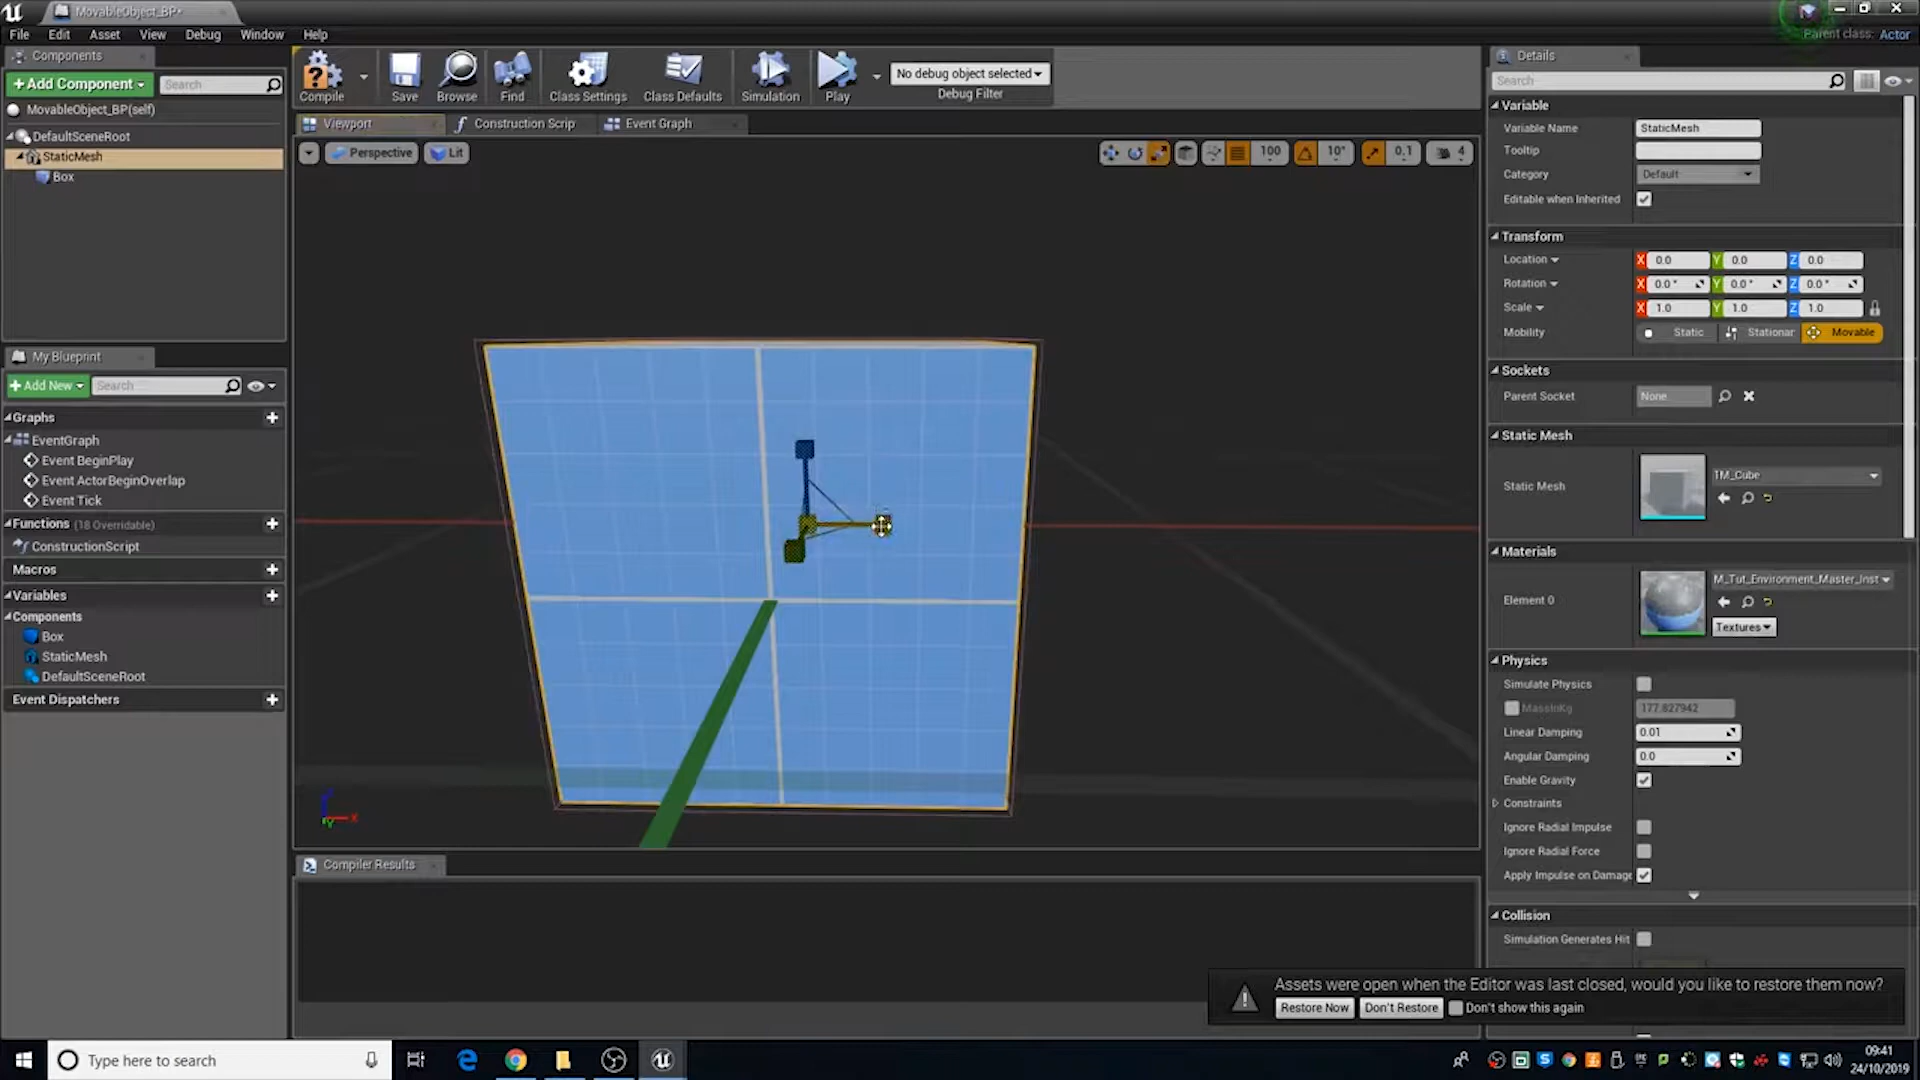 MovableObject_BP*
File Edit Asset View Debug Window Help
Parent class: Actor
Components
+Add Component
Search
MovableObject_BP(self)
DefaultSceneRoot
StaticMesh
Box
Compile
Save
Browse
Find
Class Settings
Class Defaults
Simulation
Play
No debug object selected
Debug Filter
Viewport
Construction Scrip
Event Graph
Perspective
Lit
100
10°
0.1
4
My Blueprint
+Add New
Search
Graphs
EventGraph
Event BeginPlay
Event ActorBeginOverlap
Event Tick
Functions (18 Overridable)
ConstructionScript
Macros
Variables
Components
Box
StaticMesh
DefaultSceneRoot
Event Dispatchers
X
Y
Z
Compiler Results
Details
Search
Variable
Variable Name StaticMesh
Tooltip
Category Default
Editable when Inherited
Transform
Location X 0.0 Y 0.0 Z 0.0
Rotation X 0.0° Y 0.0° Z 0.0°
Scale X 1.0 Y 1.0 Z 1.0
Mobility Static Stationar Movable
Sockets
Parent Socket None
Static Mesh
Static Mesh TM_Cube
Materials
Element 0 M_Tut_Environment_Master_Inst
Textures
Physics
Simulate Physics
MassInKg 177.827942
Linear Damping 0.01
Angular Damping 0.0
Enable Gravity
Constraints
Ignore Radial Impulse
Ignore Radial Force
Apply Impulse on Damage
Collision
Simulation Generates Hit
Assets were open when the Editor was last closed, would you like to restore them now?
Restore Now Don't Restore Don't show this again
Type here to search
09:41
24/10/2019